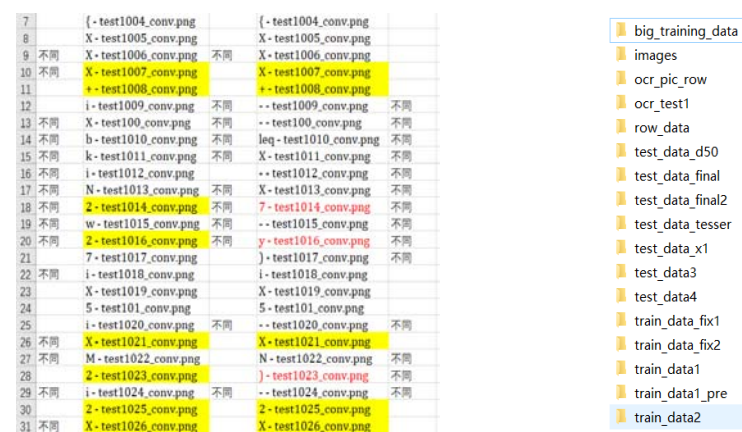 7 { - test1004_conv.png { - test1004_conv.png
8 X - test1005_conv.png X - test1005_conv.png
9 不同 X - test1006_conv.png 不同 X - test1006_conv.png
10 不同 X - test1007_conv.png X - test1007_conv.png
11 + - test1008_conv.png + - test1008_conv.png
12 i - test1009_conv.png 不同 - - test1009_conv.png 不同
13 不同 X - test100_conv.png 不同 - - test100_conv.png 不同
14 不同 b - test1010_conv.png 不同 leq - test1010_conv.png 不同
15 不同 k - test1011_conv.png 不同 X - test1011_conv.png 不同
16 不同 i - test1012_conv.png 不同 - - test1012_conv.png 不同
17 不同 N - test1013_conv.png 不同 X - test1013_conv.png 不同
18 不同 2 - test1014_conv.png 不同 7 - test1014_conv.png 不同
19 不同 w - test1015_conv.png 不同 - - test1015_conv.png 不同
20 不同 2 - test1016_conv.png 不同 y - test1016_conv.png 不同
21 7 - test1017_conv.png ) - test1017_conv.png 不同
22 不同 i - test1018_conv.png i - test1018_conv.png
23 X - test1019_conv.png X - test1019_conv.png
24 5 - test101_conv.png 5 - test101_conv.png
25 i - test1020_conv.png 不同 - - test1020_conv.png 不同
26 不同 X - test1021_conv.png X - test1021_conv.png
27 不同 M - test1022_conv.png N - test1022_conv.png 不同
28 2 - test1023_conv.png ) - test1023_conv.png 不同
29 不同 i - test1024_conv.png 不同 - - test1024_conv.png 不同
30 2 - test1025_conv.png 2 - test1025_conv.png
31 不同 X - test1026_conv.png X - test1026_conv.png
big_training_data
images
ocr_pic_row
ocr_test1
row_data
test_data_d50
test_data_final
test_data_final2
test_data_tesser
test_data_x1
test_data3
test_data4
train_data_fix1
train_data_fix2
train_data1
train_data1_pre
train_data2